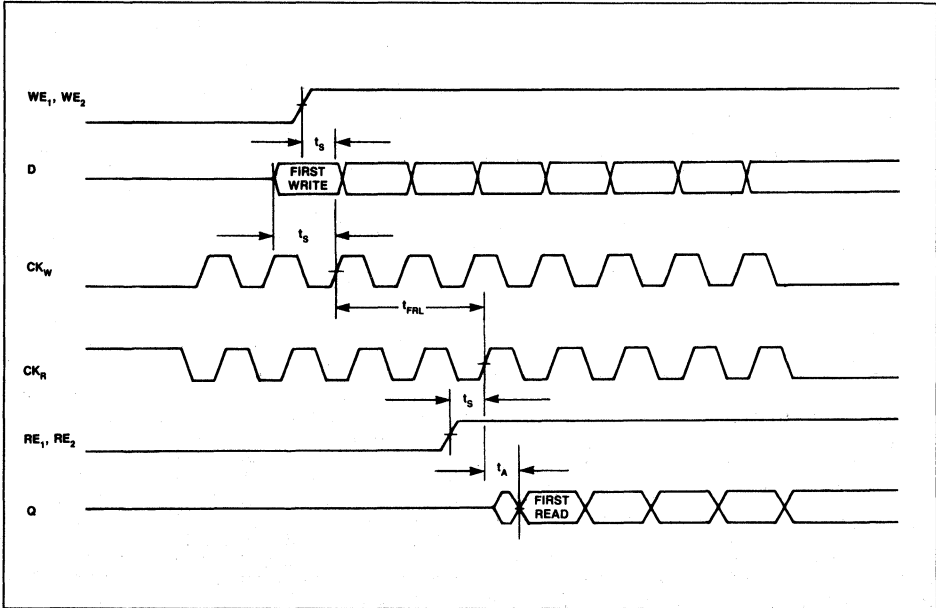 WE₁, WE₂
tS
D
FIRST
WRITE
tS
CKW
tFRL
CKR
tS
RE₁, RE₂
tA
Q
FIRST
READ